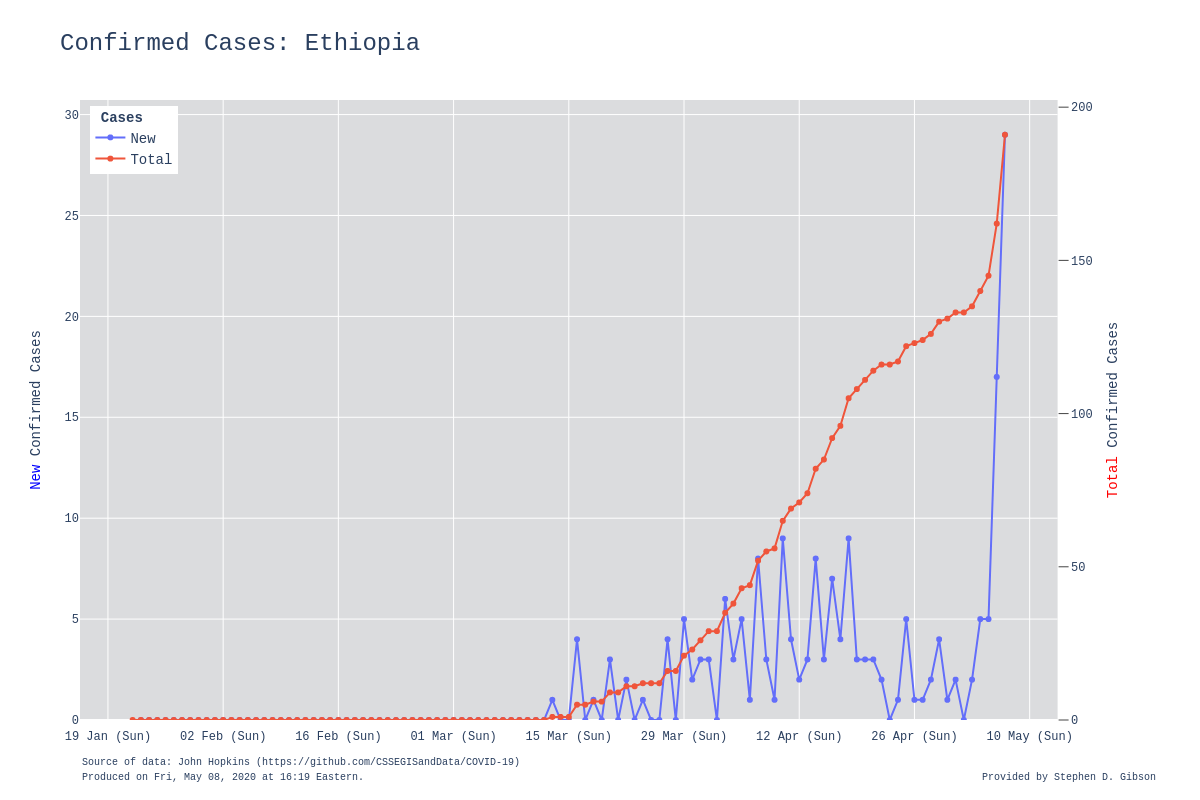 Confirmed Cases: Ethiopia
Cases
New
Total
30
25
20
15
10
5
0
200
150
100
50
0
New Confirmed Cases
Total Confirmed Cases
19 Jan (Sun)
02 Feb (Sun)
16 Feb (Sun)
01 Mar (Sun)
15 Mar (Sun)
29 Mar (Sun)
12 Apr (Sun)
26 Apr (Sun)
10 May (Sun)
Source of data: John Hopkins (https://github.com/CSSEGISandData/COVID-19)
Produced on Fri, May 08, 2020 at 16:19 Eastern.
Provided by Stephen D. Gibson